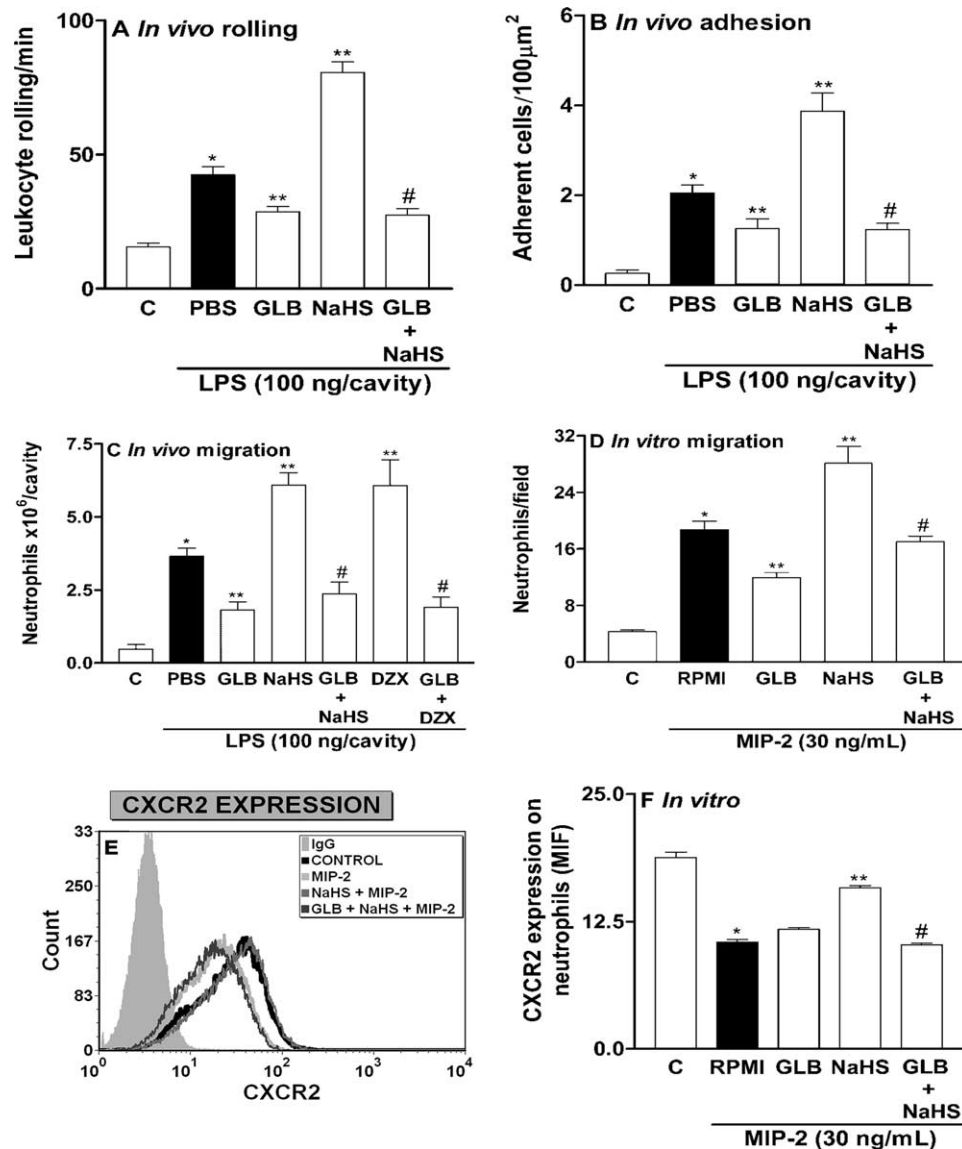 A In vivo rolling
Leukocyte rolling/min
100
50
0
C PBS GLB NaHS GLB
+
NaHS
LPS (100 ng/cavity)
* ** ** #
B In vivo adhesion
Adherent cells/100μm²
6
4
2
0
C PBS GLB NaHS GLB
+
NaHS
LPS (100 ng/cavity)
* ** ** #
C In vivo migration
Neutrophils x10⁶/cavity
7.5
5.0
2.5
0.0
C PBS GLB NaHS GLB DZX GLB
+ +
NaHS DZX
LPS (100 ng/cavity)
* ** ** # ** #
D In vitro migration
Neutrophils/field
32
24
16
8
0
C RPMI GLB NaHS GLB
+
NaHS
MIP-2 (30 ng/mL)
* ** ** #
CXCR2 EXPRESSION
E
Count
33
250
167
83
0
10⁰ 10¹ 10² 10³ 10⁴
CXCR2
IgG
CONTROL
MIP-2
NaHS + MIP-2
GLB + NaHS + MIP-2
F In vitro
CXCR2 expression on
neutrophils (MIF)
25.0
12.5
0.0
C RPMI GLB NaHS GLB
+
NaHS
MIP-2 (30 ng/mL)
* ** #